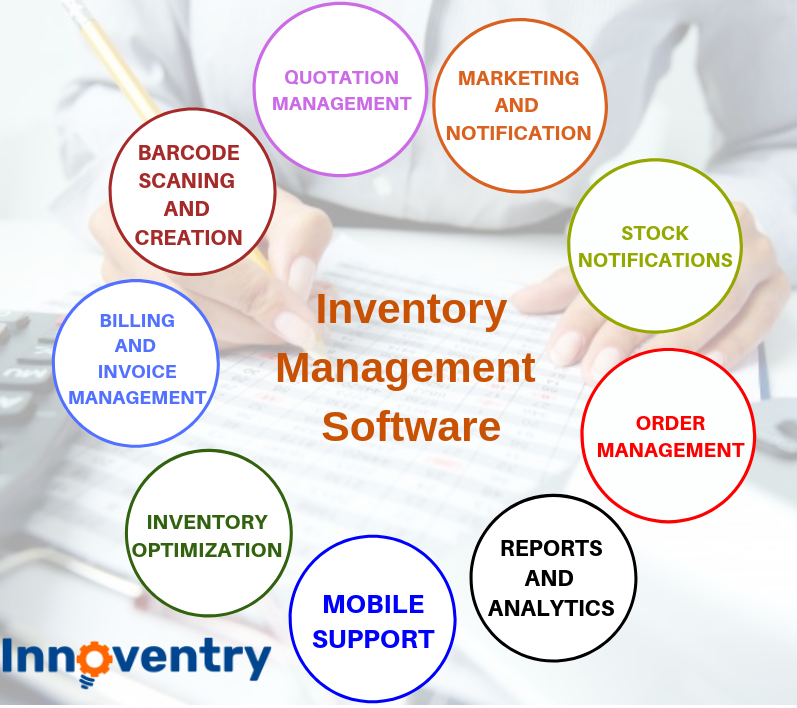 QUOTATION
MANAGEMENT
MARKETING
AND
NOTIFICATION
BARCODE
SCANING
AND
CREATION
STOCK
NOTIFICATIONS
Inventory
Management
Software
BILLING
AND
INVOICE
MANAGEMENT
ORDER
MANAGEMENT
INVENTORY
OPTIMIZATION
REPORTS
AND
ANALYTICS
MOBILE
SUPPORT
Innoventry